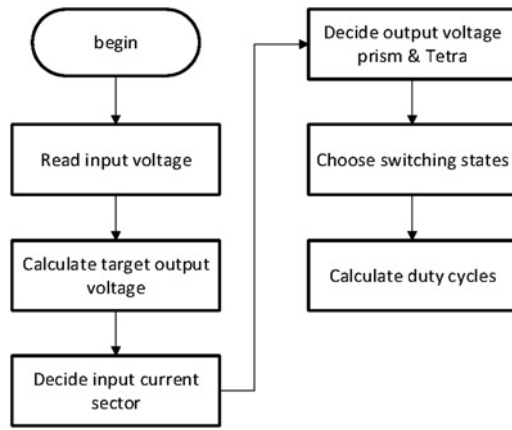 begin
Read input voltage
Calculate target output
voltage
Decide input current
sector
Decide output voltage
prism & Tetra
Choose switching states
Calculate duty cycles